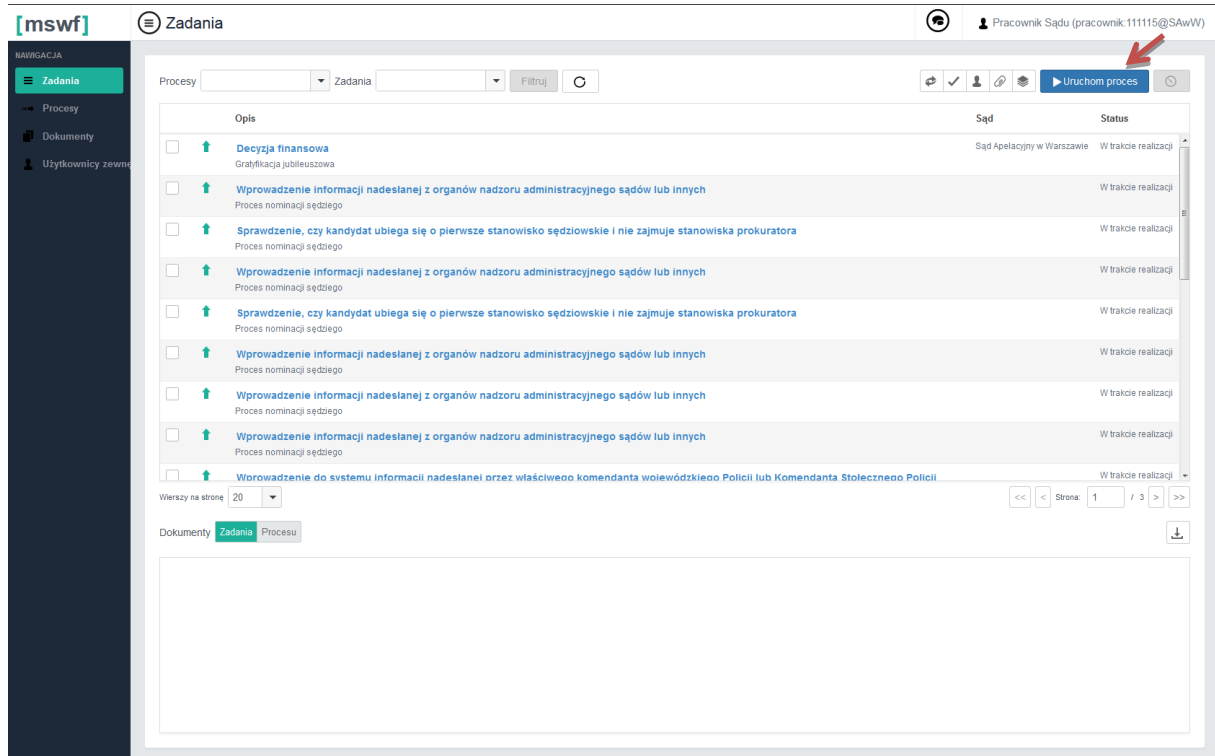 [mswf]
Zadania
Pracownik Sądu (pracownik:111115@SAwW)
NAWIGACJA
Zadania
Procesy
Dokumenty
Użytkownicy zewnę
Procesy
Zadania
Filtruj
Uruchom proces
Opis
Sąd
Status
Decyzja finansowa
Sąd Apelacyjny w Warszawie
W trakcie realizacji
Gratyfikacja jubileuszowa
Wprowadzenie informacji nadesłanej z organów nadzoru administracyjnego sądów lub innych
W trakcie realizacji
Proces nominacji sędziego
Sprawdzenie, czy kandydat ubiega się o pierwsze stanowisko sędziowskie i nie zajmuje stanowiska prokuratora
W trakcie realizacji
Proces nominacji sędziego
Wprowadzenie informacji nadesłanej z organów nadzoru administracyjnego sądów lub innych
W trakcie realizacji
Proces nominacji sędziego
Sprawdzenie, czy kandydat ubiega się o pierwsze stanowisko sędziowskie i nie zajmuje stanowiska prokuratora
W trakcie realizacji
Proces nominacji sędziego
Wprowadzenie informacji nadesłanej z organów nadzoru administracyjnego sądów lub innych
W trakcie realizacji
Proces nominacji sędziego
Wprowadzenie informacji nadesłanej z organów nadzoru administracyjnego sądów lub innych
W trakcie realizacji
Proces nominacji sędziego
Wprowadzenie informacji nadesłanej z organów nadzoru administracyjnego sądów lub innych
W trakcie realizacji
Proces nominacji sędziego
Wprowadzenie do systemu informacji nadesłanej przez właściwego komendanta wojewódzkiego Policji lub Komendanta Stołecznego Policji
W trakcie realizacji
Wierszy na stronę 20
<< < Strona: 1 / 3 > >>
Dokumenty Zadania Procesu